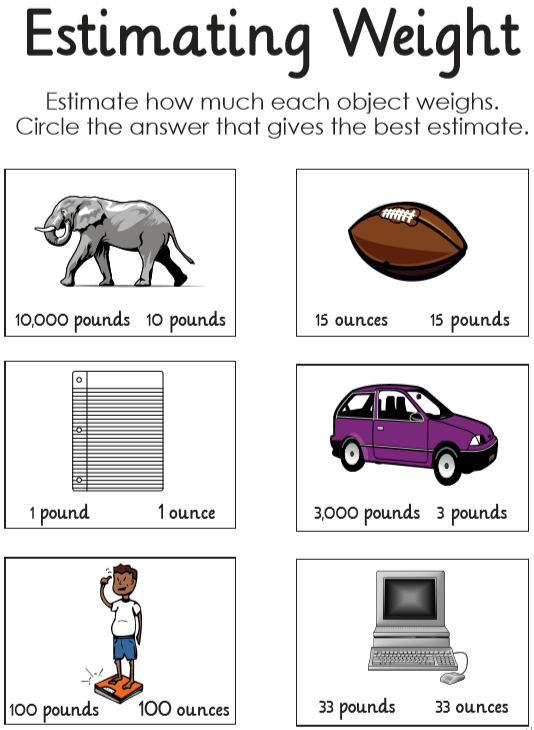 Estimating Weight
Estimate how much each object weighs.
Circle the answer that gives the best estimate.
10,000 pounds 10 pounds
15 ounces 15 pounds
1 pound 1 ounce
3,000 pounds 3 pounds
100 pounds 100 ounces
33 pounds 33 ounces